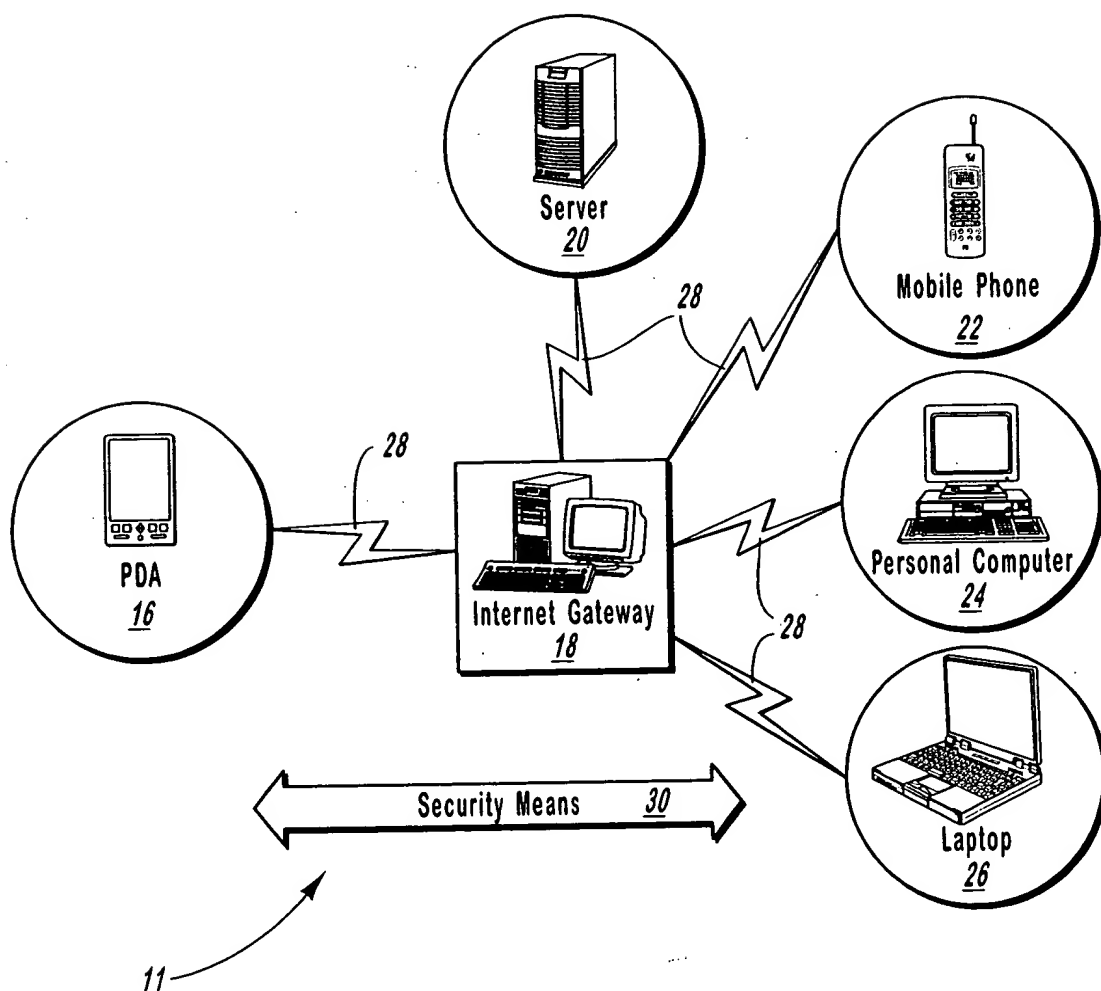 Server
20
28
Mobile Phone
22
28
PDA
16
Internet Gateway
18
Personal Computer
24
28
Security Means 30
Laptop
26
11